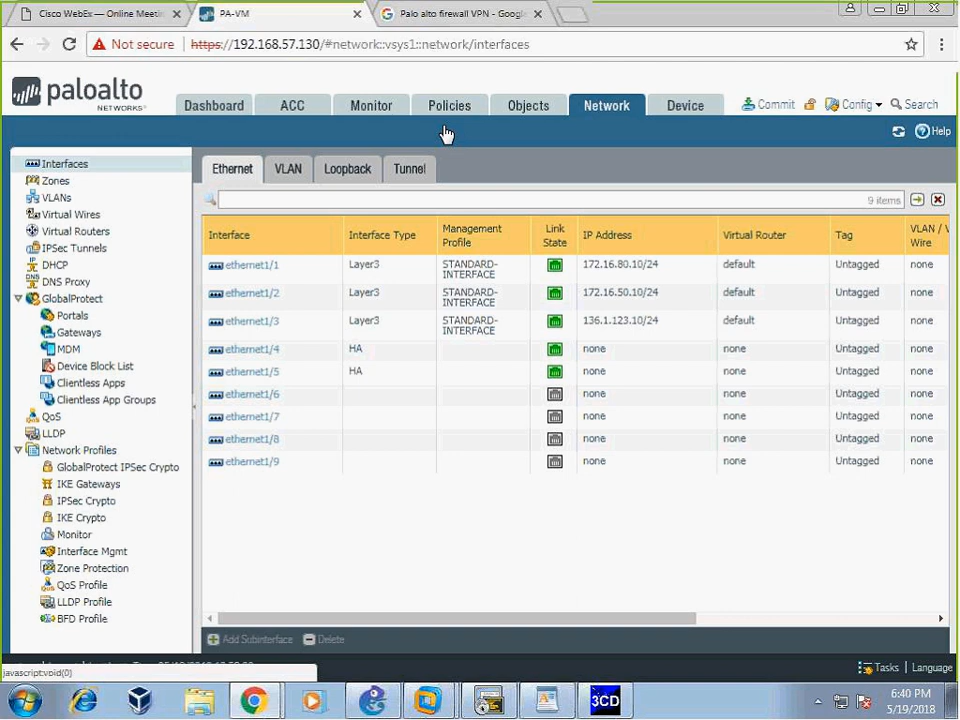 Cisco WebEx — Online Meetin
PA-VM
Palo alto firewall VPN - Google
Not secure
https://192.168.57.130/#network::vsys1::network/interfaces
paloalto
NETWORKS
Dashboard
ACC
Monitor
Policies
Objects
Network
Device
Commit
Config
Search
Help
Interfaces
Zones
VLANs
Virtual Wires
Virtual Routers
IPSec Tunnels
DHCP
DNS Proxy
GlobalProtect
Portals
Gateways
MDM
Device Block List
Clientless Apps
Clientless App Groups
QoS
LLDP
Network Profiles
GlobalProtect IPSec Crypto
IKE Gateways
IPSec Crypto
IKE Crypto
Monitor
Interface Mgmt
Zone Protection
QoS Profile
LLDP Profile
BFD Profile
Ethernet
VLAN
Loopback
Tunnel
9 items
Interface Interface Type Management Profile Link State IP Address Virtual Router Tag VLAN / V Wire
ethernet1/1 Layer3 STANDARD-INTERFACE 172.16.80.10/24 default Untagged none
ethernet1/2 Layer3 STANDARD-INTERFACE 172.16.50.10/24 default Untagged none
ethernet1/3 Layer3 STANDARD-INTERFACE 136.1.123.10/24 default Untagged none
ethernet1/4 HA none none Untagged none
ethernet1/5 HA none none Untagged none
ethernet1/6 none none Untagged none
ethernet1/7 none none Untagged none
ethernet1/8 none none Untagged none
ethernet1/9 none none Untagged none
Add Subinterface
Delete
javascript:void(0)
Tasks
Language
3CD
6:40 PM
5/19/2018